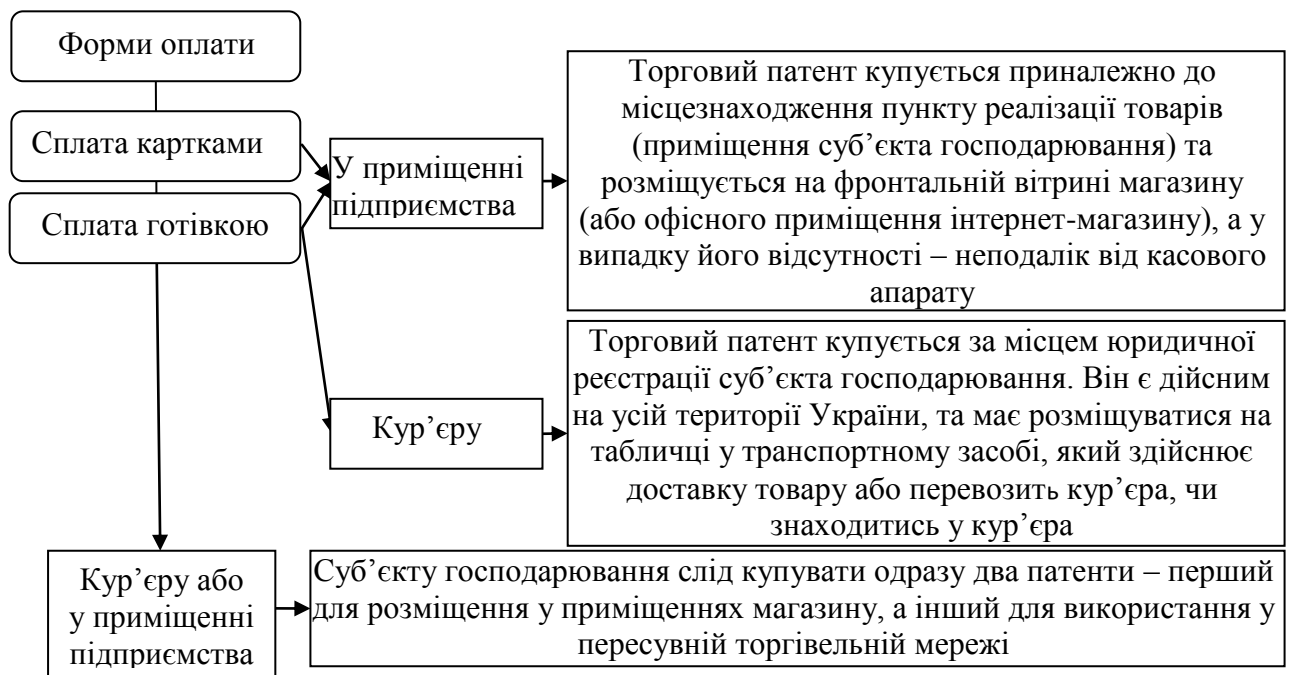 Форми оплати
Сплата картками
Сплата готівкою
У приміщенні
підприємства
Торговий патент купується приналежно до
місцезнаходження пункту реалізації товарів
(приміщення суб’єкта господарювання) та
розміщується на фронтальній вітрині магазину
(або офісного приміщення інтернет-магазину), а у
випадку його відсутності – неподалік від касового
апарату
Кур’єру
Торговий патент купується за місцем юридичної
реєстрації суб’єкта господарювання. Він є дійсним
на усій території України, та має розміщуватися на
табличці у транспортному засобі, який здійснює
доставку товару або перевозить кур’єра, чи
знаходитись у кур’єра
Кур’єру або
у приміщенні
підприємства
Суб’єкту господарювання слід купувати одразу два патенти – перший
для розміщення у приміщеннях магазину, а інший для використання у
пересувній торгівельній мережі